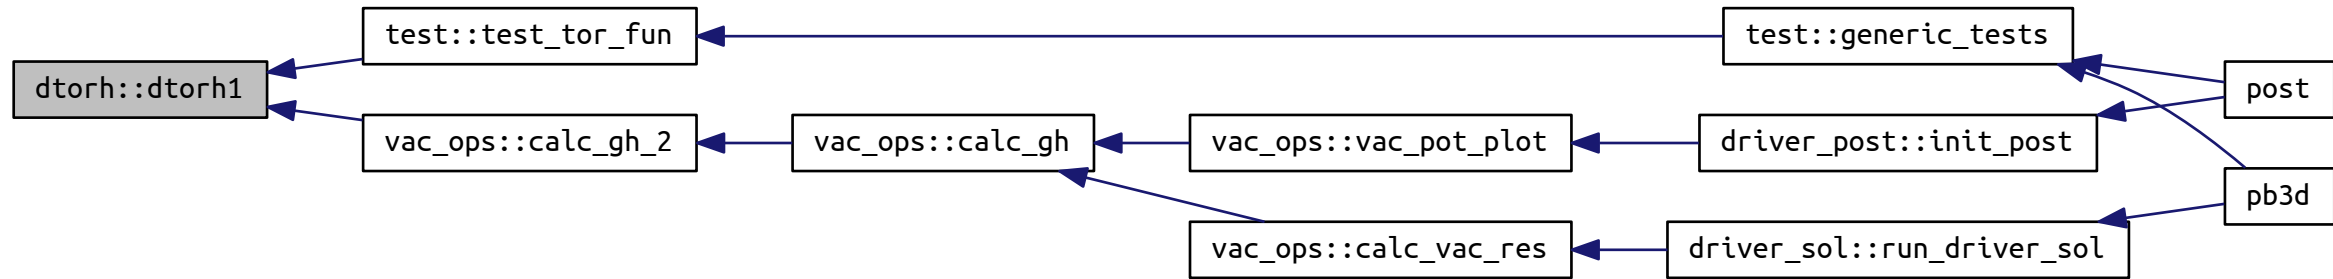 dtorh::dtorh1
test::test_tor_fun
vac_ops::calc_gh_2
vac_ops::calc_gh
vac_ops::vac_pot_plot
vac_ops::calc_vac_res
test::generic_tests
driver_post::init_post
driver_sol::run_driver_sol
post
pb3d